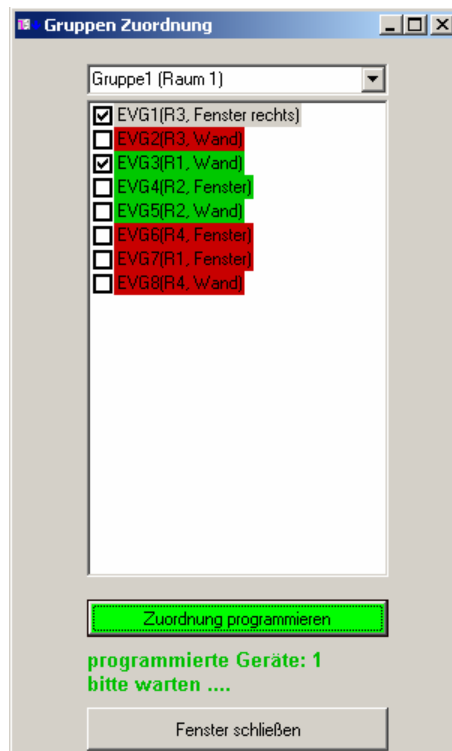 Gruppen Zuordnung
Gruppe1 (Raum 1)
EVG1(R3, Fenster rechts)
EVG2(R3, Wand)
EVG3(R1, Wand)
EVG4(R2, Fenster)
EVG5(R2, Wand)
EVG6(R4, Fenster)
EVG7(R1, Fenster)
EVG8(R4, Wand)
Zuordnung programmieren
programmierte Geräte: 1
bitte warten ....
Fenster schließen